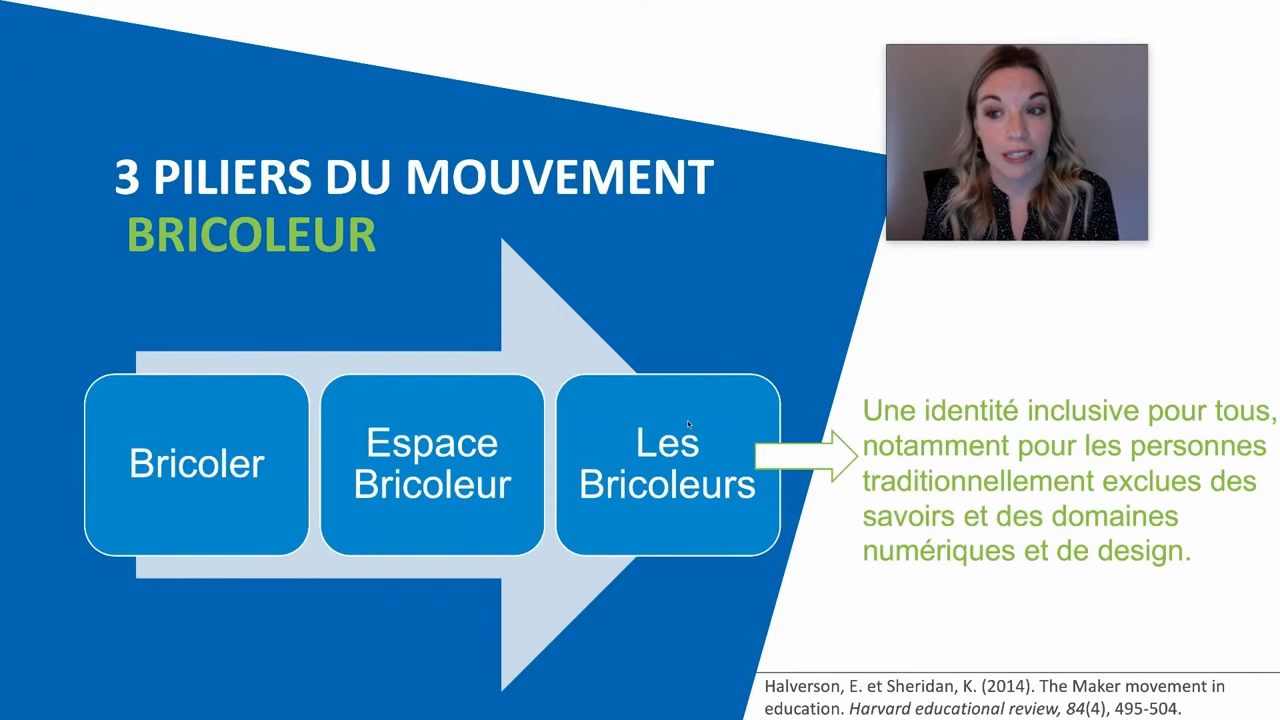 3 PILIERS DU MOUVEMENT
BRICOLEUR
Bricoler
Espace
Bricoleur
Les
Bricoleurs
Une identité inclusive pour tous,
notamment pour les personnes
traditionnellement exclues des
savoirs et des domaines
numériques et de design.
Halverson, E. et Sheridan, K. (2014). The Maker movement in
education. Harvard educational review, 84(4), 495-504.